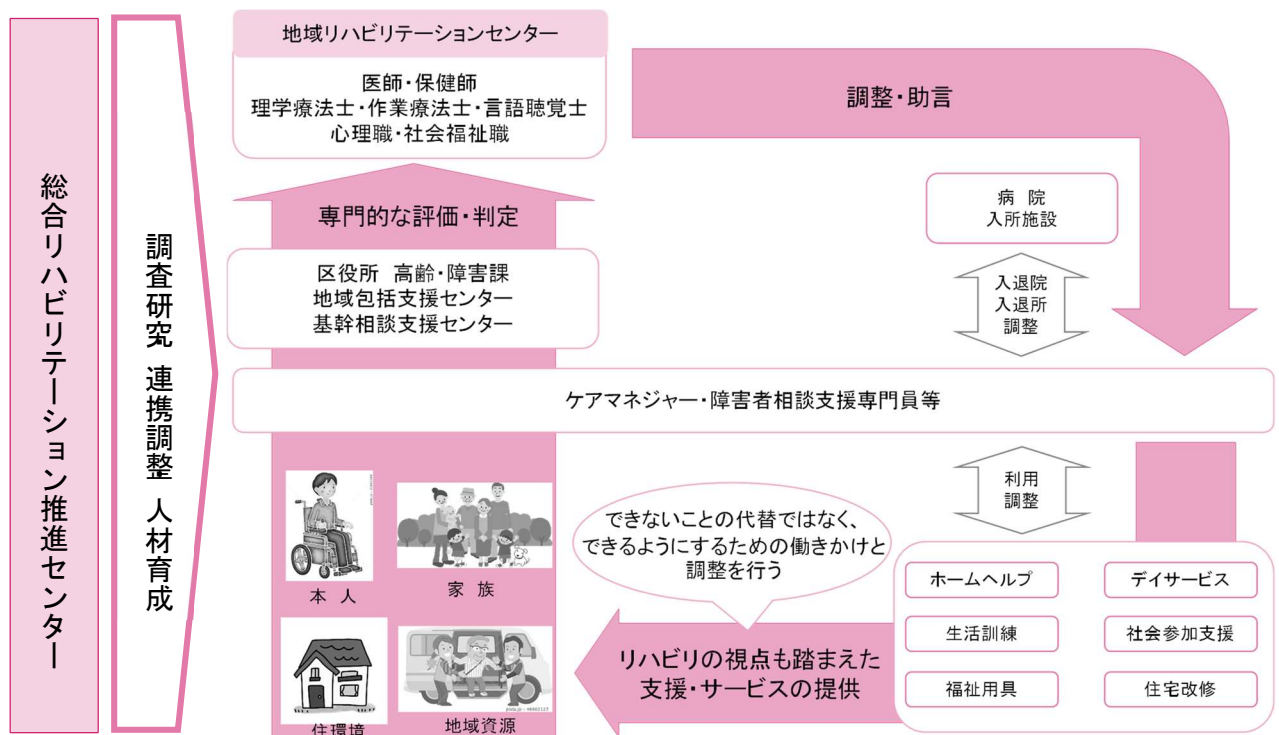 総合リハビリテーション推進センター
調査研究 連携調整 人材育成
地域リハビリテーションセンター
医師・保健師
理学療法士・作業療法士・言語聴覚士
心理職・社会福祉職
調整・助言
専門的な評価・判定
病 院
入所施設
区役所 高齢・障害課
地域包括支援センター
基幹相談支援センター
入退院
入退所
調整
ケアマネジャー・障害者相談支援専門員等
利用
調整
本 人
家 族
できないことの代替ではなく、
できるようにするための働きかけと
調整を行う
ホームヘルプ
デイサービス
生活訓練
社会参加支援
福祉用具
住宅改修
リハビリの視点も踏まえた
支援・サービスの提供
住環境
地域資源